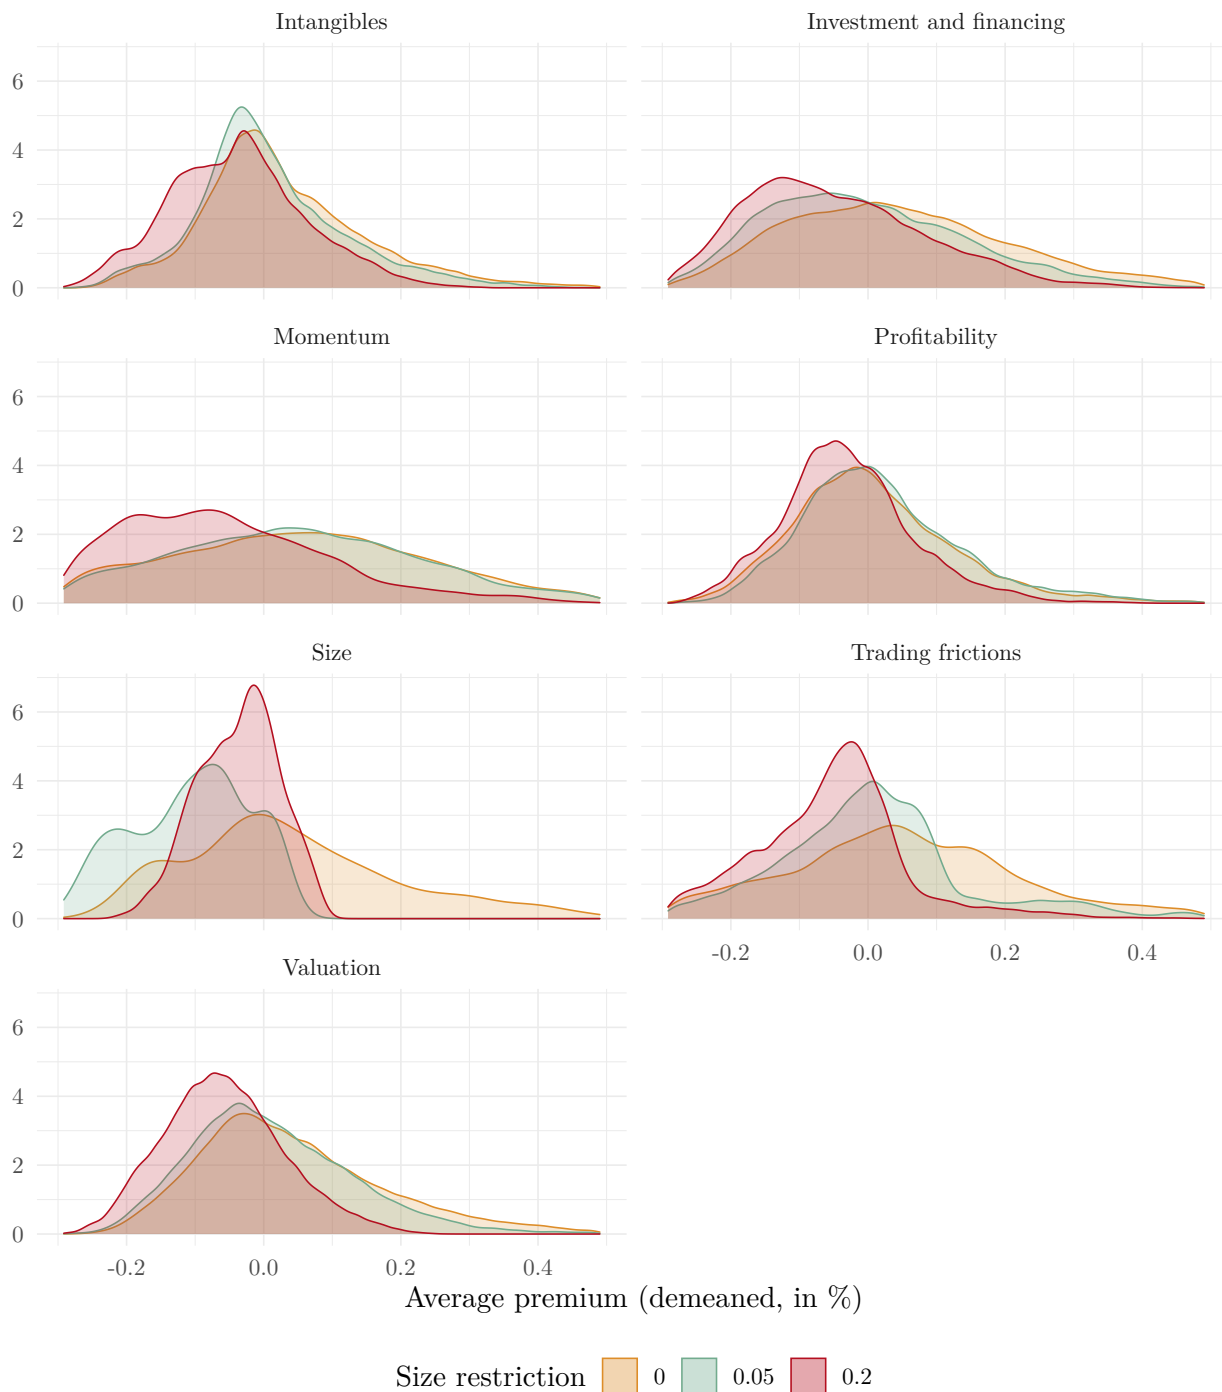 Intangibles
Investment and financing
6
4
2
0
Momentum
Profitability
6
4
2
0
Size
Trading frictions
6
4
2
0
-0.2 0.0 0.2 0.4
Valuation
6
4
2
0
-0.2 0.0 0.2 0.4
Average premium (demeaned, in %)
Size restriction 0 0.05 0.2